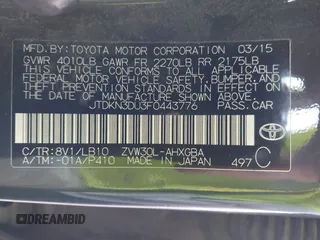 MFD.BY:TOYOTA MOTOR CORPORATION 03/15
GVWR 4010LB GAWR FR 2270LB RR 2175LB
THIS VEHICLE CONFORMS TO ALL APPLICABLE
FEDERAL MOTOR VEHICLE SAFETY, BUMPER, AND
THEFT PREVENTION STANDARDS IN EFFECT ON
THE DATE OF MANUFACTURE SHOWN ABOVE.
JTDKN3DU3F0443776 PASS.CAR
C/TR:8V1/LB10 ZVW30L-AHXGBA
A/TM:-01A/P410 MADE IN JAPAN 497 C
TOYOTA
DREAMBID